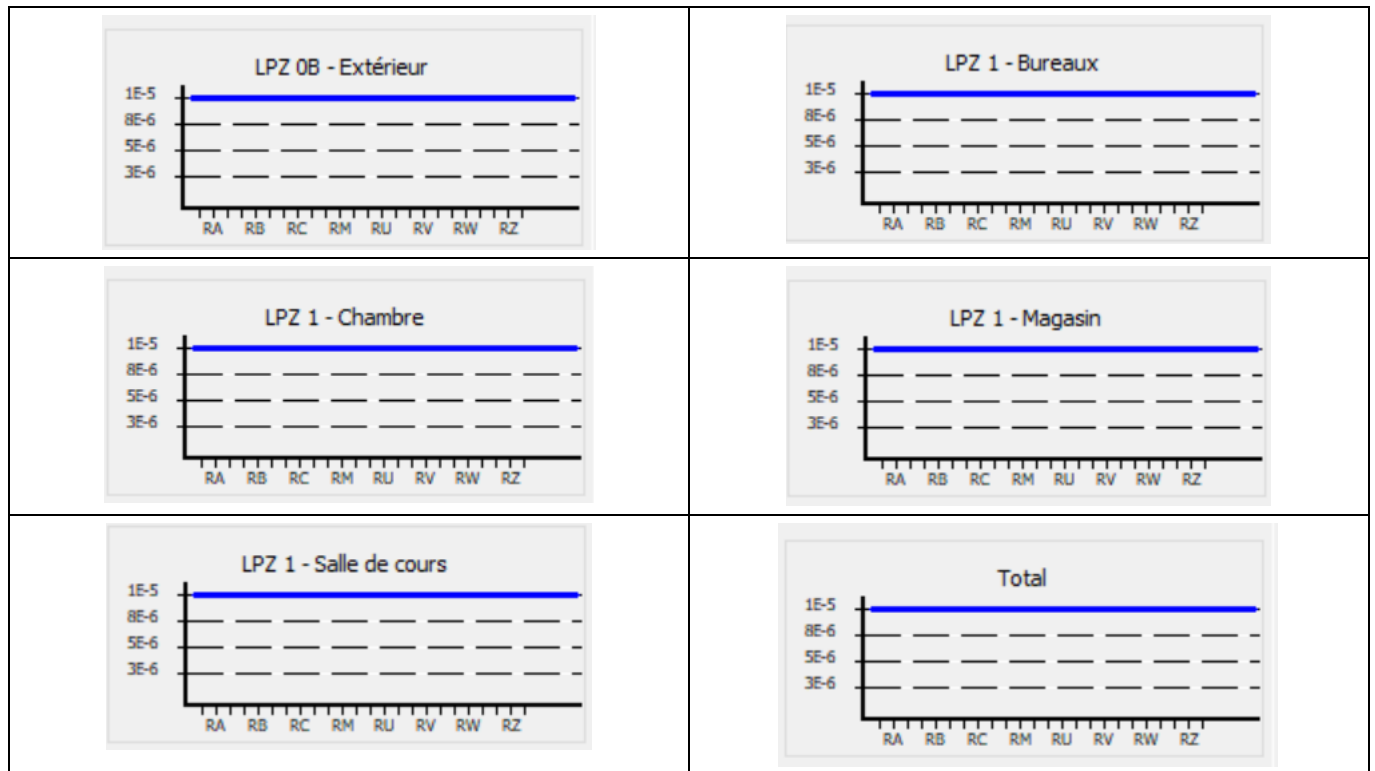 LPZ 0B - Extérieur
1E-5
8E-6
5E-6
3E-6
RA RB RC RM RU RV RW RZ
LPZ 1 - Bureaux
1E-5
8E-6
5E-6
3E-6
RA RB RC RM RU RV RW RZ
LPZ 1 - Chambre
1E-5
8E-6
5E-6
3E-6
RA RB RC RM RU RV RW RZ
LPZ 1 - Magasin
1E-5
8E-6
5E-6
3E-6
RA RB RC RM RU RV RW RZ
LPZ 1 - Salle de cours
1E-5
8E-6
5E-6
3E-6
RA RB RC RM RU RV RW RZ
Total
1E-5
8E-6
5E-6
3E-6
RA RB RC RM RU RV RW RZ